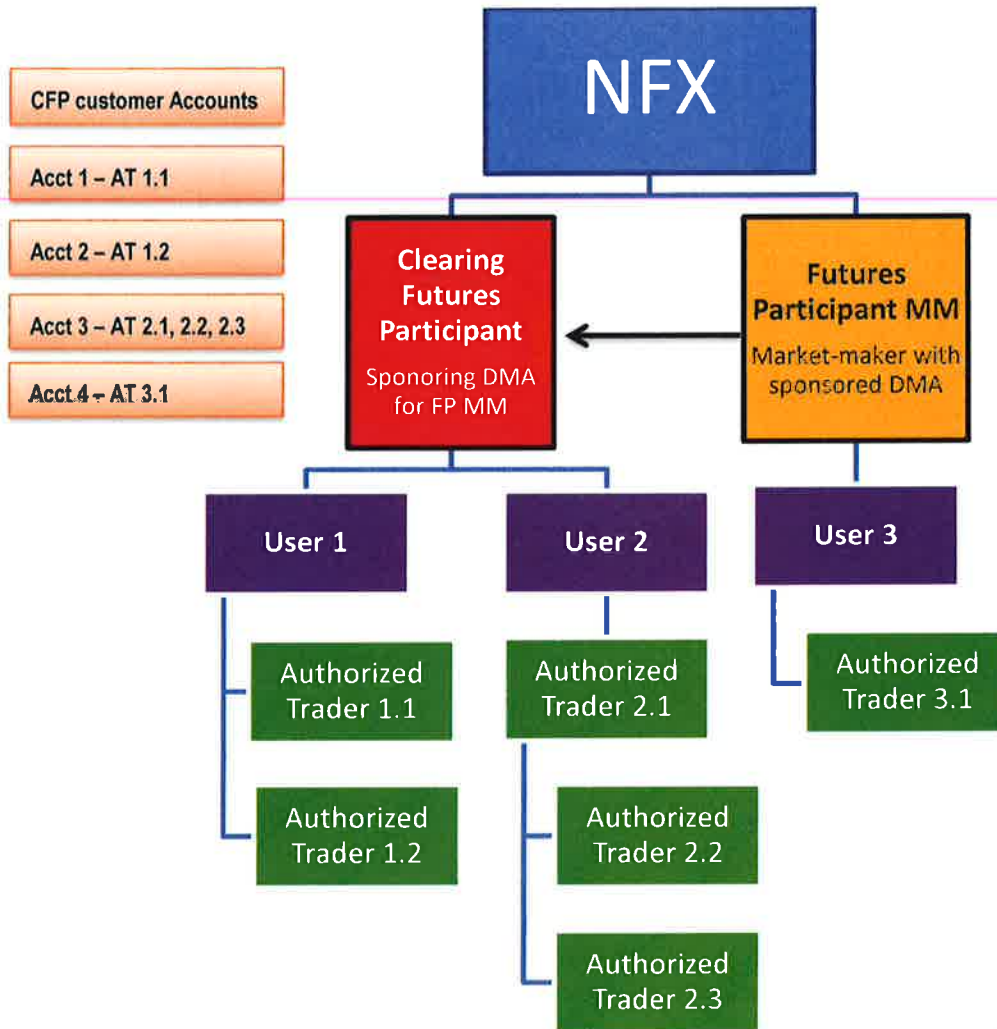 NFX
CFP customer Accounts
Acct 1 – AT 1.1
Acct 2 – AT 1.2
Acct 3 – AT 2.1, 2.2, 2.3
Acct 4 – AT 3.1
Clearing
Futures
Participant
Sponoring DMA
for FP MM
Futures
Participant MM
Market-maker with
sponsored DMA
User 1
User 2
User 3
Authorized
Trader 1.1
Authorized
Trader 2.1
Authorized
Trader 3.1
Authorized
Trader 1.2
Authorized
Trader 2.2
Authorized
Trader 2.3